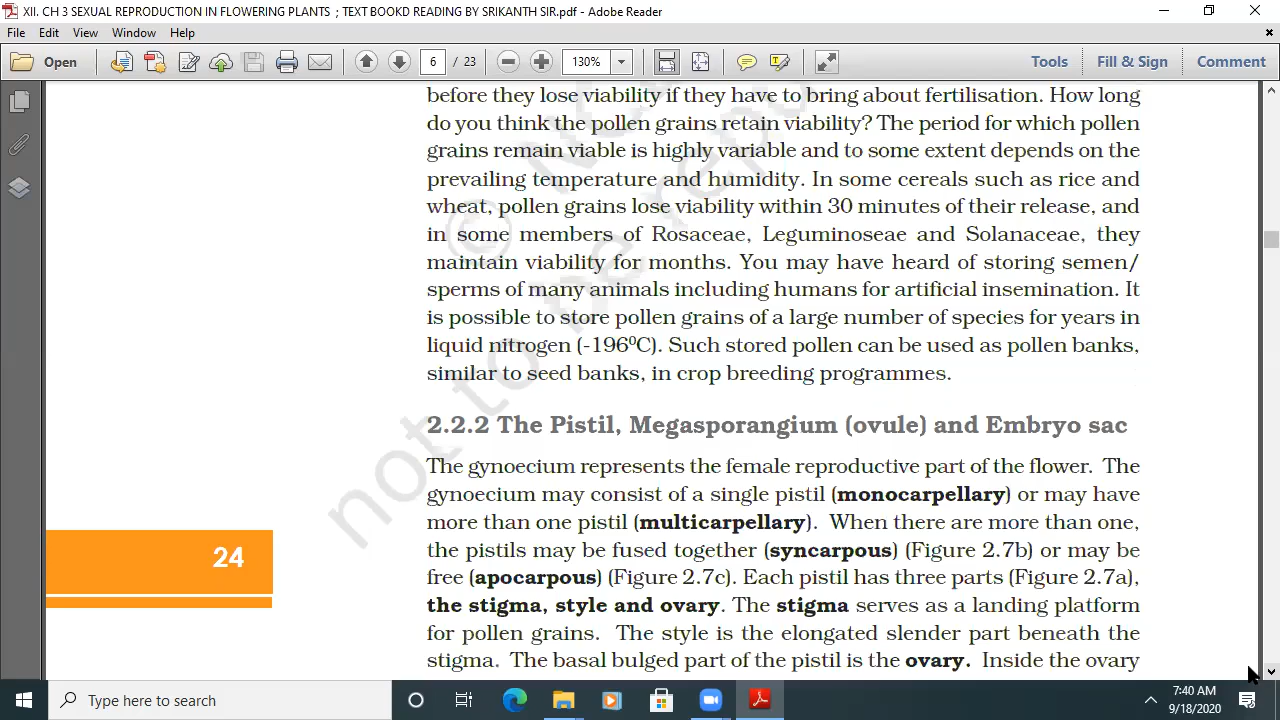 XII. CH 3 SEXUAL REPRODUCTION IN FLOWERING PLANTS ; TEXT BOOKD READING BY SRIKANTH SIR.pdf - Adobe Reader
File Edit View Window Help
Open 6 / 23 130% Tools Fill & Sign Comment
before they lose viability if they have to bring about fertilisation. How long
do you think the pollen grains retain viability? The period for which pollen
grains remain viable is highly variable and to some extent depends on the
prevailing temperature and humidity. In some cereals such as rice and
wheat, pollen grains lose viability within 30 minutes of their release, and
in some members of Rosaceae, Leguminoseae and Solanaceae, they
maintain viability for months. You may have heard of storing semen/
sperms of many animals including humans for artificial insemination. It
is possible to store pollen grains of a large number of species for years in
liquid nitrogen (-196⁰C). Such stored pollen can be used as pollen banks,
similar to seed banks, in crop breeding programmes.
2.2.2 The Pistil, Megasporangium (ovule) and Embryo sac
The gynoecium represents the female reproductive part of the flower. The
gynoecium may consist of a single pistil (monocarpellary) or may have
more than one pistil (multicarpellary). When there are more than one,
the pistils may be fused together (syncarpous) (Figure 2.7b) or may be
free (apocarpous) (Figure 2.7c). Each pistil has three parts (Figure 2.7a),
the stigma, style and ovary. The stigma serves as a landing platform
for pollen grains. The style is the elongated slender part beneath the
stigma. The basal bulged part of the pistil is the ovary. Inside the ovary
24
not to be
Type here to search
7:40 AM
9/18/2020